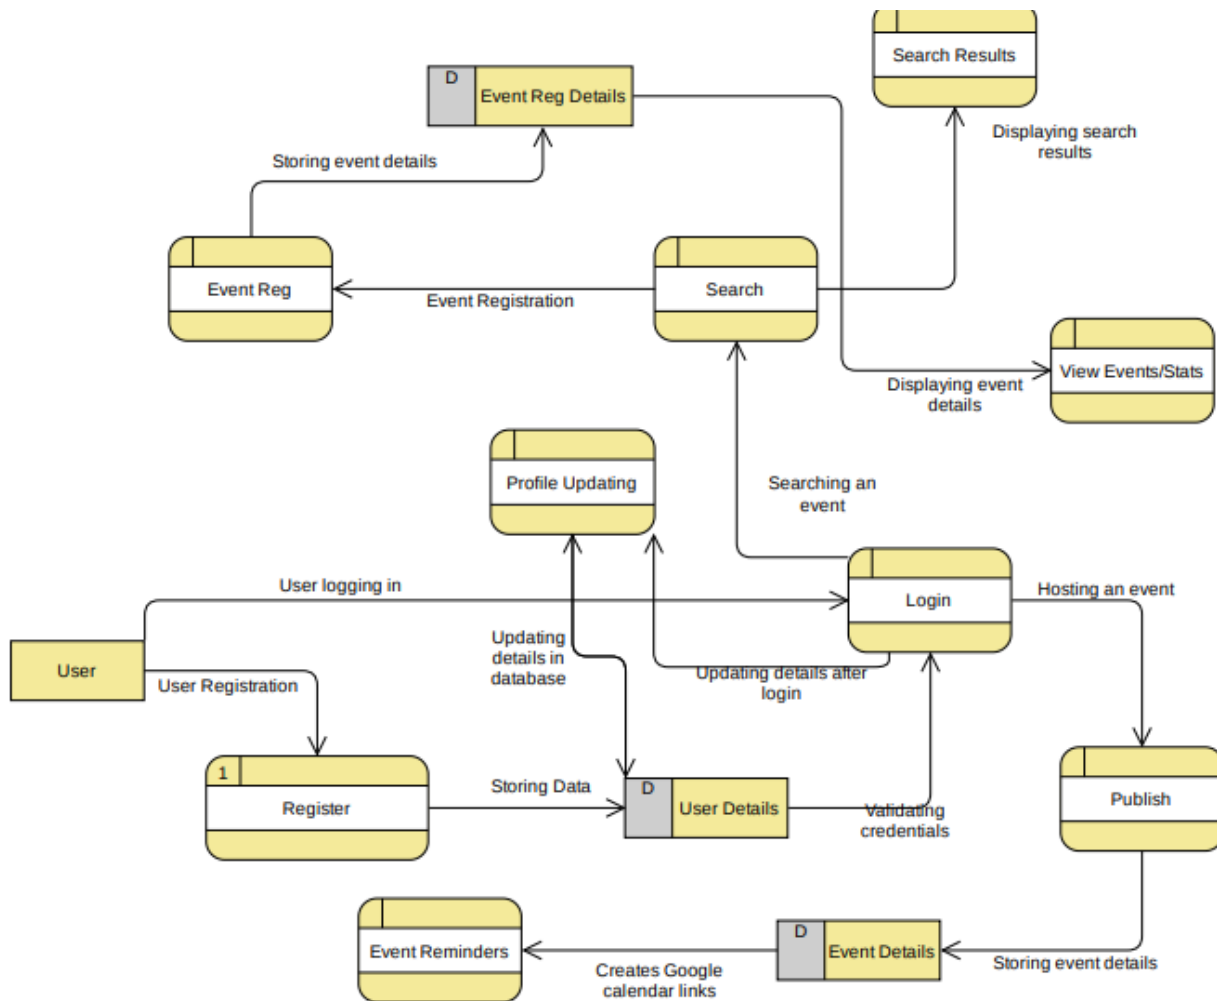 Search Results
D
Event Reg Details
Displaying search
results
Storing event details
Event Reg
Event Registration
Search
View Events/Stats
Displaying event
details
Profile Updating
Searching an
event
User logging in
Login
Hosting an event
Updating
details in
database
User
User Registration
Updating details after
login
1
Register
Storing Data
D
User Details
Validating
credentials
Publish
Event Reminders
Creates Google
calendar links
D
Event Details
Storing event details